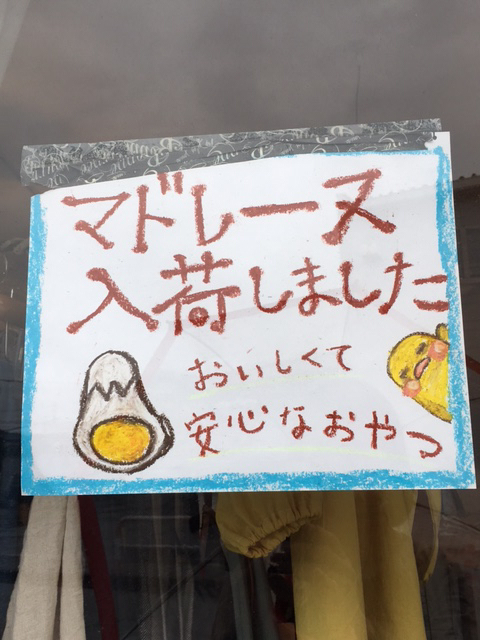 マドレーヌ
入荷しました
おいしくて
安心なおやつ